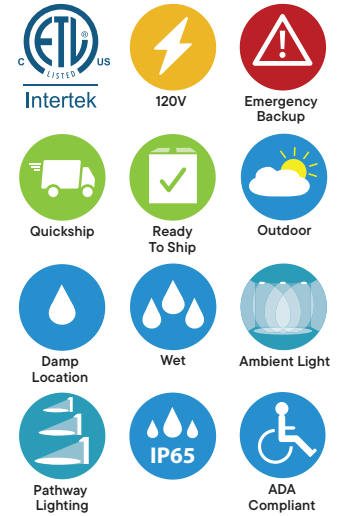 ETL
®
C
US
LISTED
Intertek
120V
Emergency
Backup
Quickship
Ready
To Ship
Outdoor
Damp
Location
Wet
Ambient Light
Pathway
Lighting
IP65
ADA
Compliant